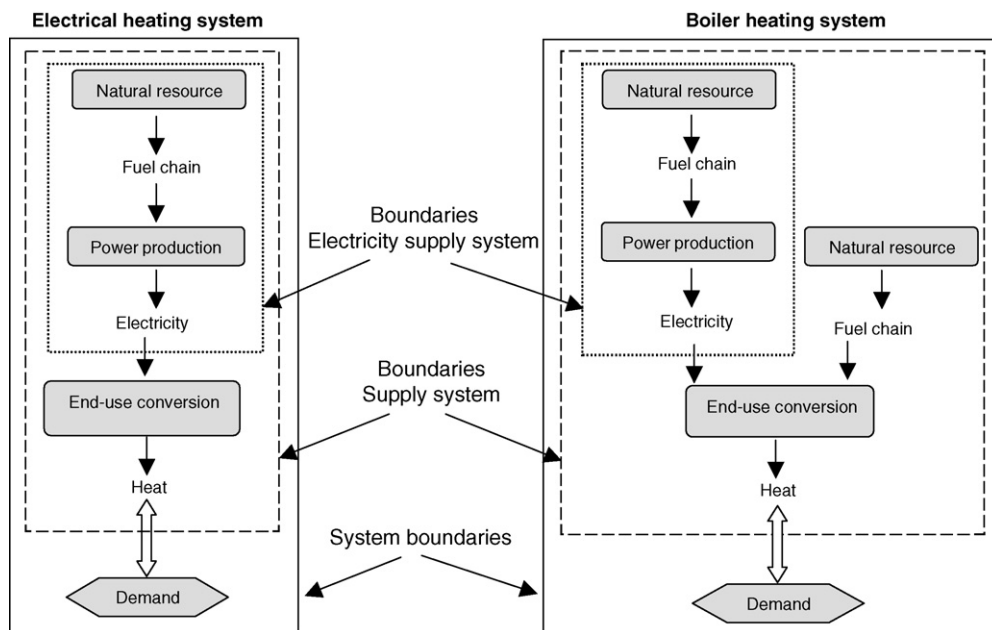 Electrical heating system
Natural resource
Fuel chain
Power production
Electricity
End-use conversion
Heat
Demand
Boundaries
Electricity supply system
Boundaries
Supply system
System boundaries
Boiler heating system
Natural resource
Fuel chain
Power production
Electricity
Natural resource
Fuel chain
End-use conversion
Heat
Demand